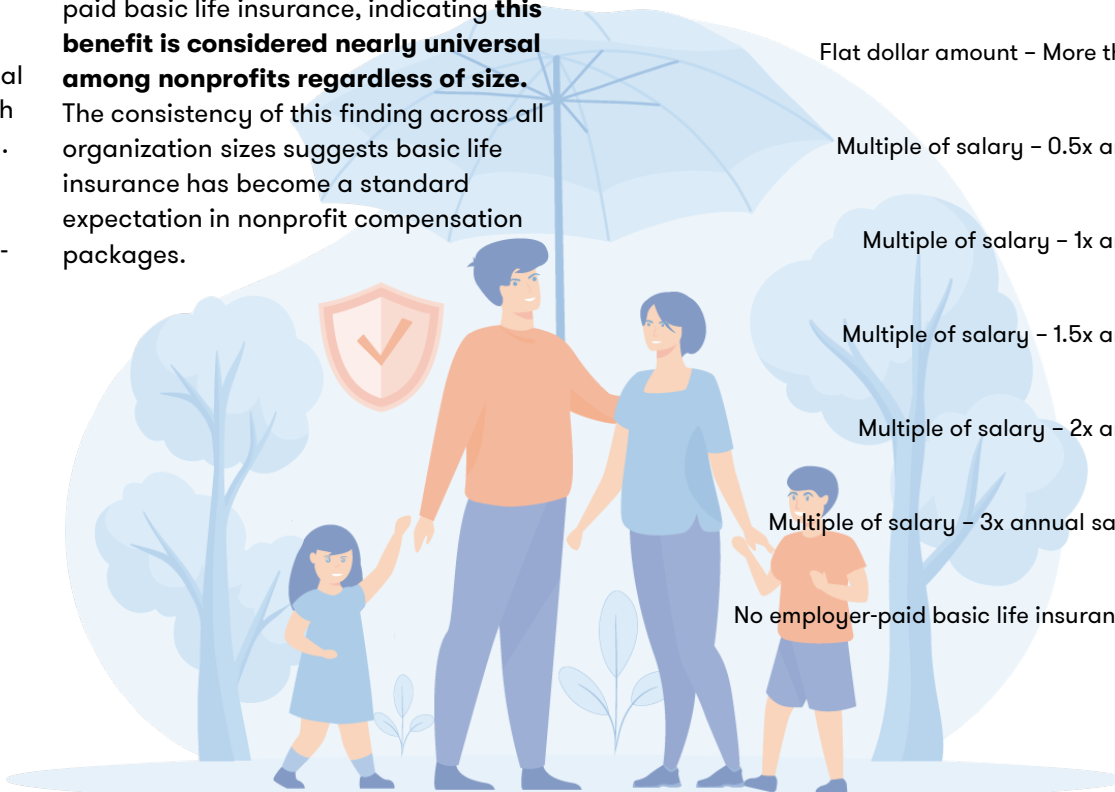 al
h
.
-
paid basic life insurance, indicating this
benefit is considered nearly universal
among nonprofits regardless of size.
The consistency of this finding across all
organization sizes suggests basic life
insurance has become a standard
expectation in nonprofit compensation
packages.
Flat dollar amount – More th
Multiple of salary – 0.5x a
Multiple of salary – 1x a
Multiple of salary – 1.5x a
Multiple of salary – 2x a
Multiple of salary – 3x annual sa
No employer-paid basic life insuran